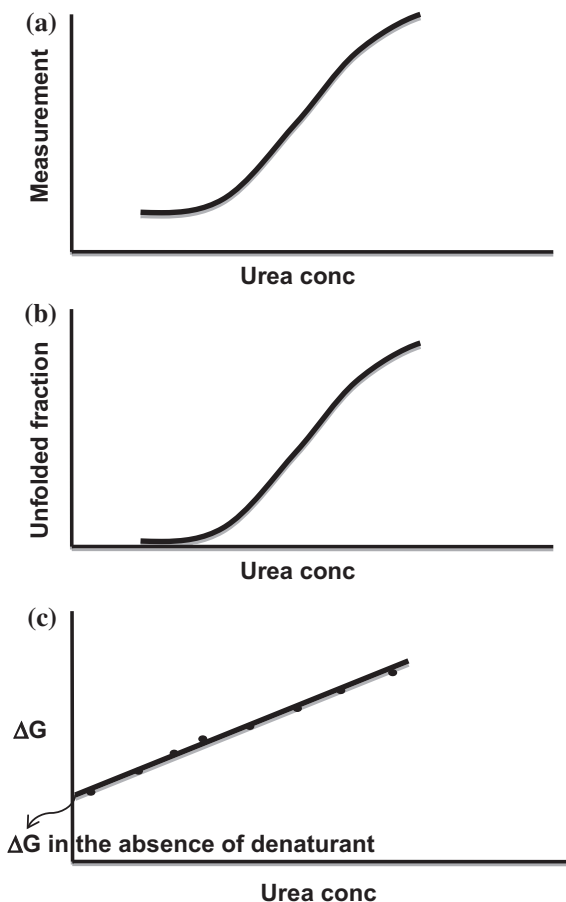 (a)
Measurement
Urea conc
(b)
Unfolded fraction
Urea conc
(c)
ΔG
ΔG in the absence of denaturant
Urea conc